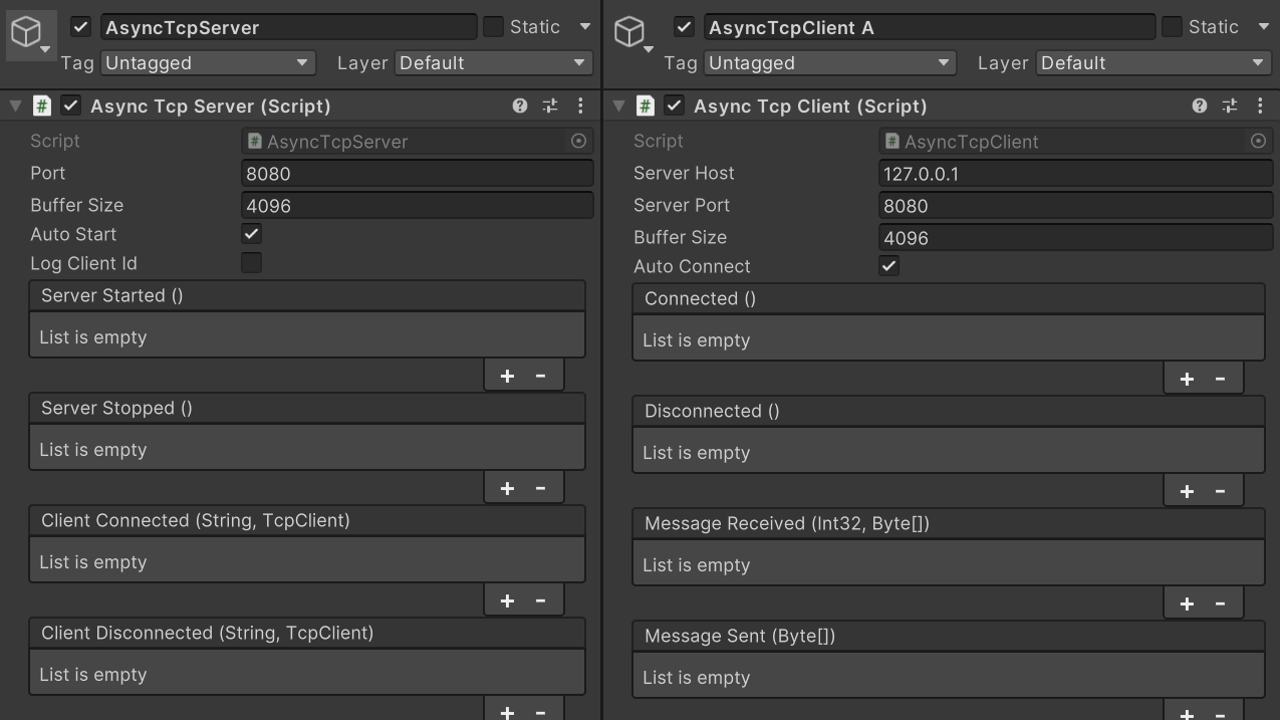 AsyncTcpServer
Static
Tag Untagged
Layer Default
Async Tcp Server (Script)
Script AsyncTcpServer
Port 8080
Buffer Size 4096
Auto Start
Log Client Id
Server Started ()
List is empty
+ -
Server Stopped ()
List is empty
+ -
Client Connected (String, TcpClient)
List is empty
+ -
Client Disconnected (String, TcpClient)
List is empty
+ -
AsyncTcpClient A
Static
Tag Untagged
Layer Default
Async Tcp Client (Script)
Script AsyncTcpClient
Server Host 127.0.0.1
Server Port 8080
Buffer Size 4096
Auto Connect
Connected ()
List is empty
+ -
Disconnected ()
List is empty
+ -
Message Received (Int32, Byte[])
List is empty
+ -
Message Sent (Byte[])
List is empty
+ -